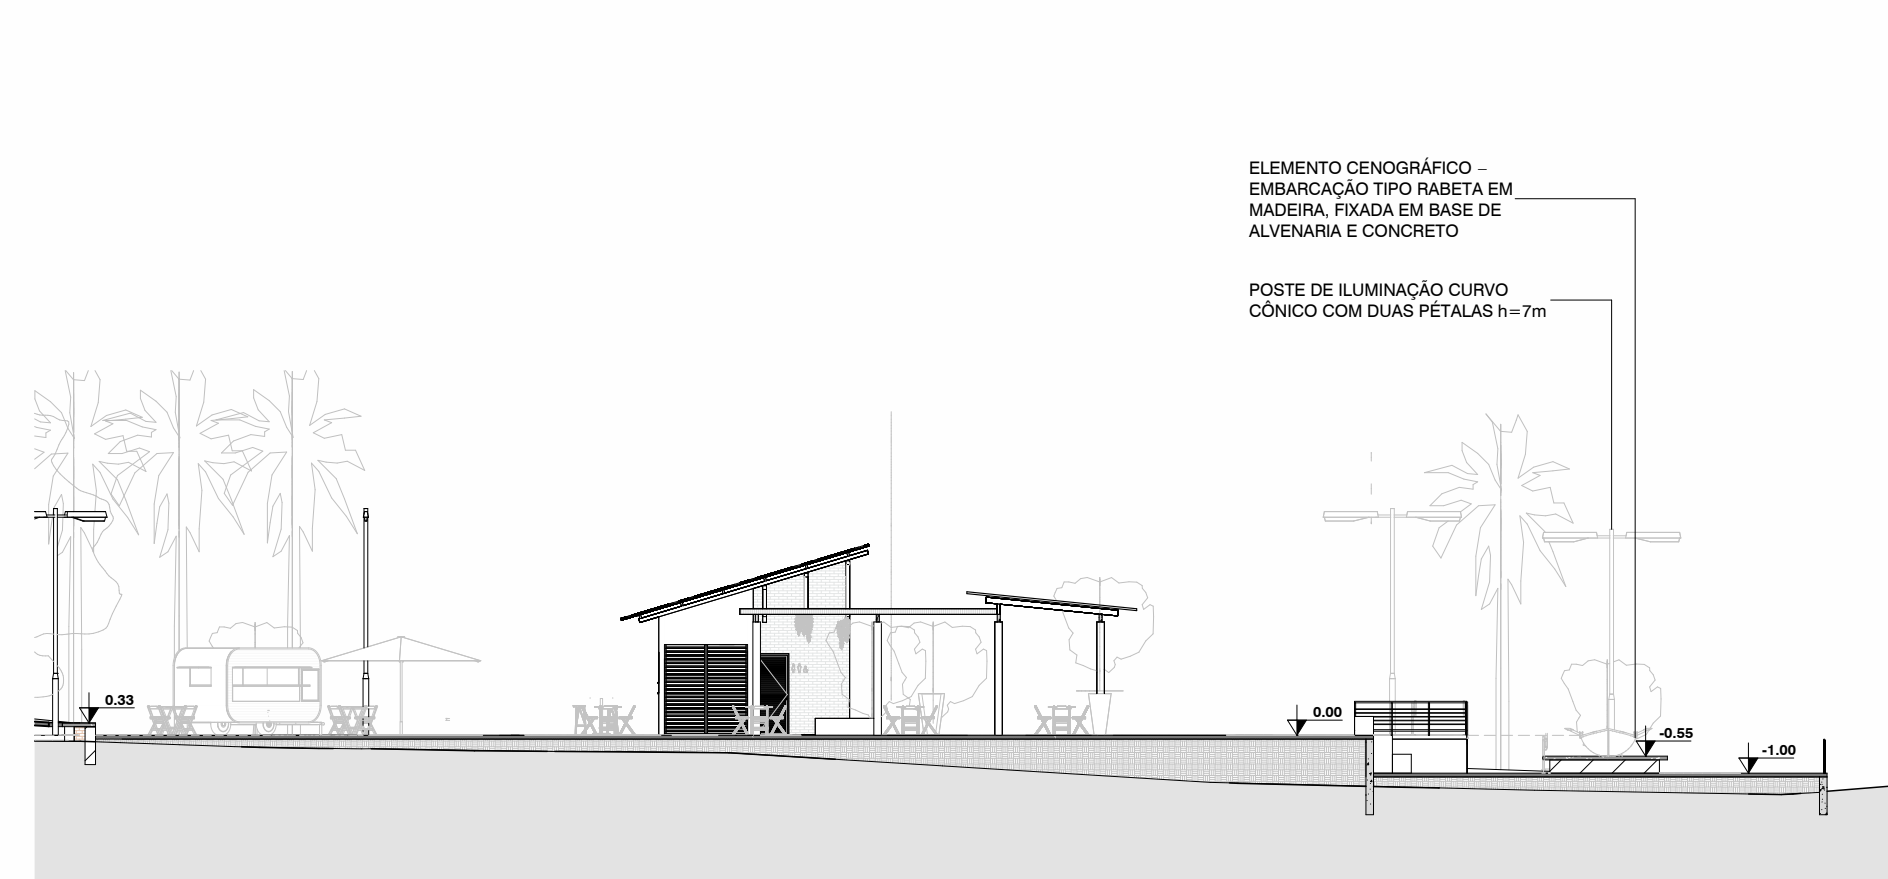 ELEMENTO CENOGRÁFICO –
EMBARCAÇÃO TIPO RABETA EM
MADEIRA, FIXADA EM BASE DE
ALVENARIA E CONCRETO
POSTE DE ILUMINAÇÃO CURVO
CÔNICO COM DUAS PÉTALAS h=7m
0.33
0.00
-0.55
-1.00